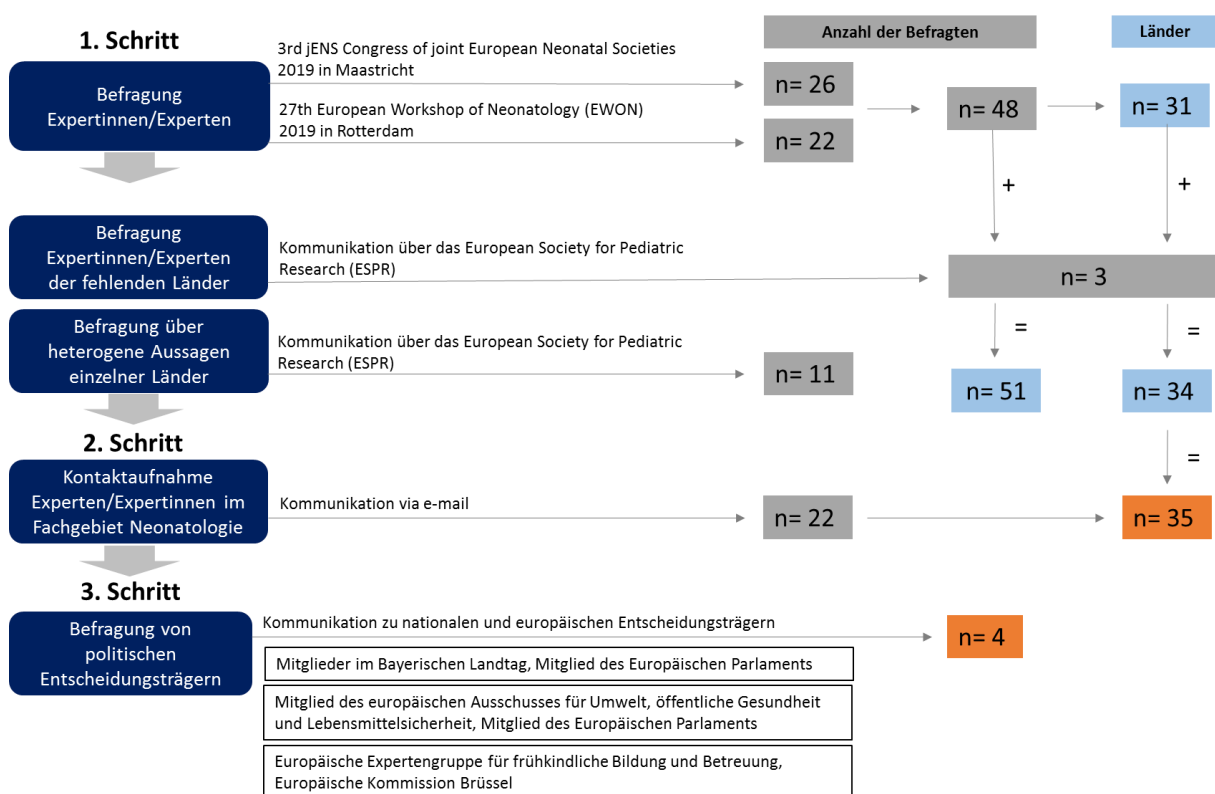 1. Schritt
Anzahl der Befragten
Länder
Befragung
Expertinnen/Experten
3rd jENS Congress of joint European Neonatal Societies
2019 in Maastricht
27th European Workshop of Neonatology (EWON)
2019 in Rotterdam
n= 26
n= 22
n= 48
n= 31
+
+
Befragung
Expertinnen/Experten
der fehlenden Länder
Kommunikation über das European Society for Pediatric
Research (ESPR)
n= 3
=
=
Befragung über
heterogene Aussagen
einzelner Länder
Kommunikation über das European Society for Pediatric
Research (ESPR)
n= 11
n= 51
n= 34
=
2. Schritt
Kontaktaufnahme
Experten/Expertinnen im
Fachgebiet Neonatologie
Kommunikation via e-mail
n= 22
n= 35
3. Schritt
Befragung von
politischen
Entscheidungsträgern
Kommunikation zu nationalen und europäischen Entscheidungsträgern
n= 4
Mitglieder im Bayerischen Landtag, Mitglied des Europäischen Parlaments
Mitglied des europäischen Ausschusses für Umwelt, öffentliche Gesundheit
und Lebensmittelsicherheit, Mitglied des Europäischen Parlaments
Europäische Expertengruppe für frühkindliche Bildung und Betreuung,
Europäische Kommission Brüssel